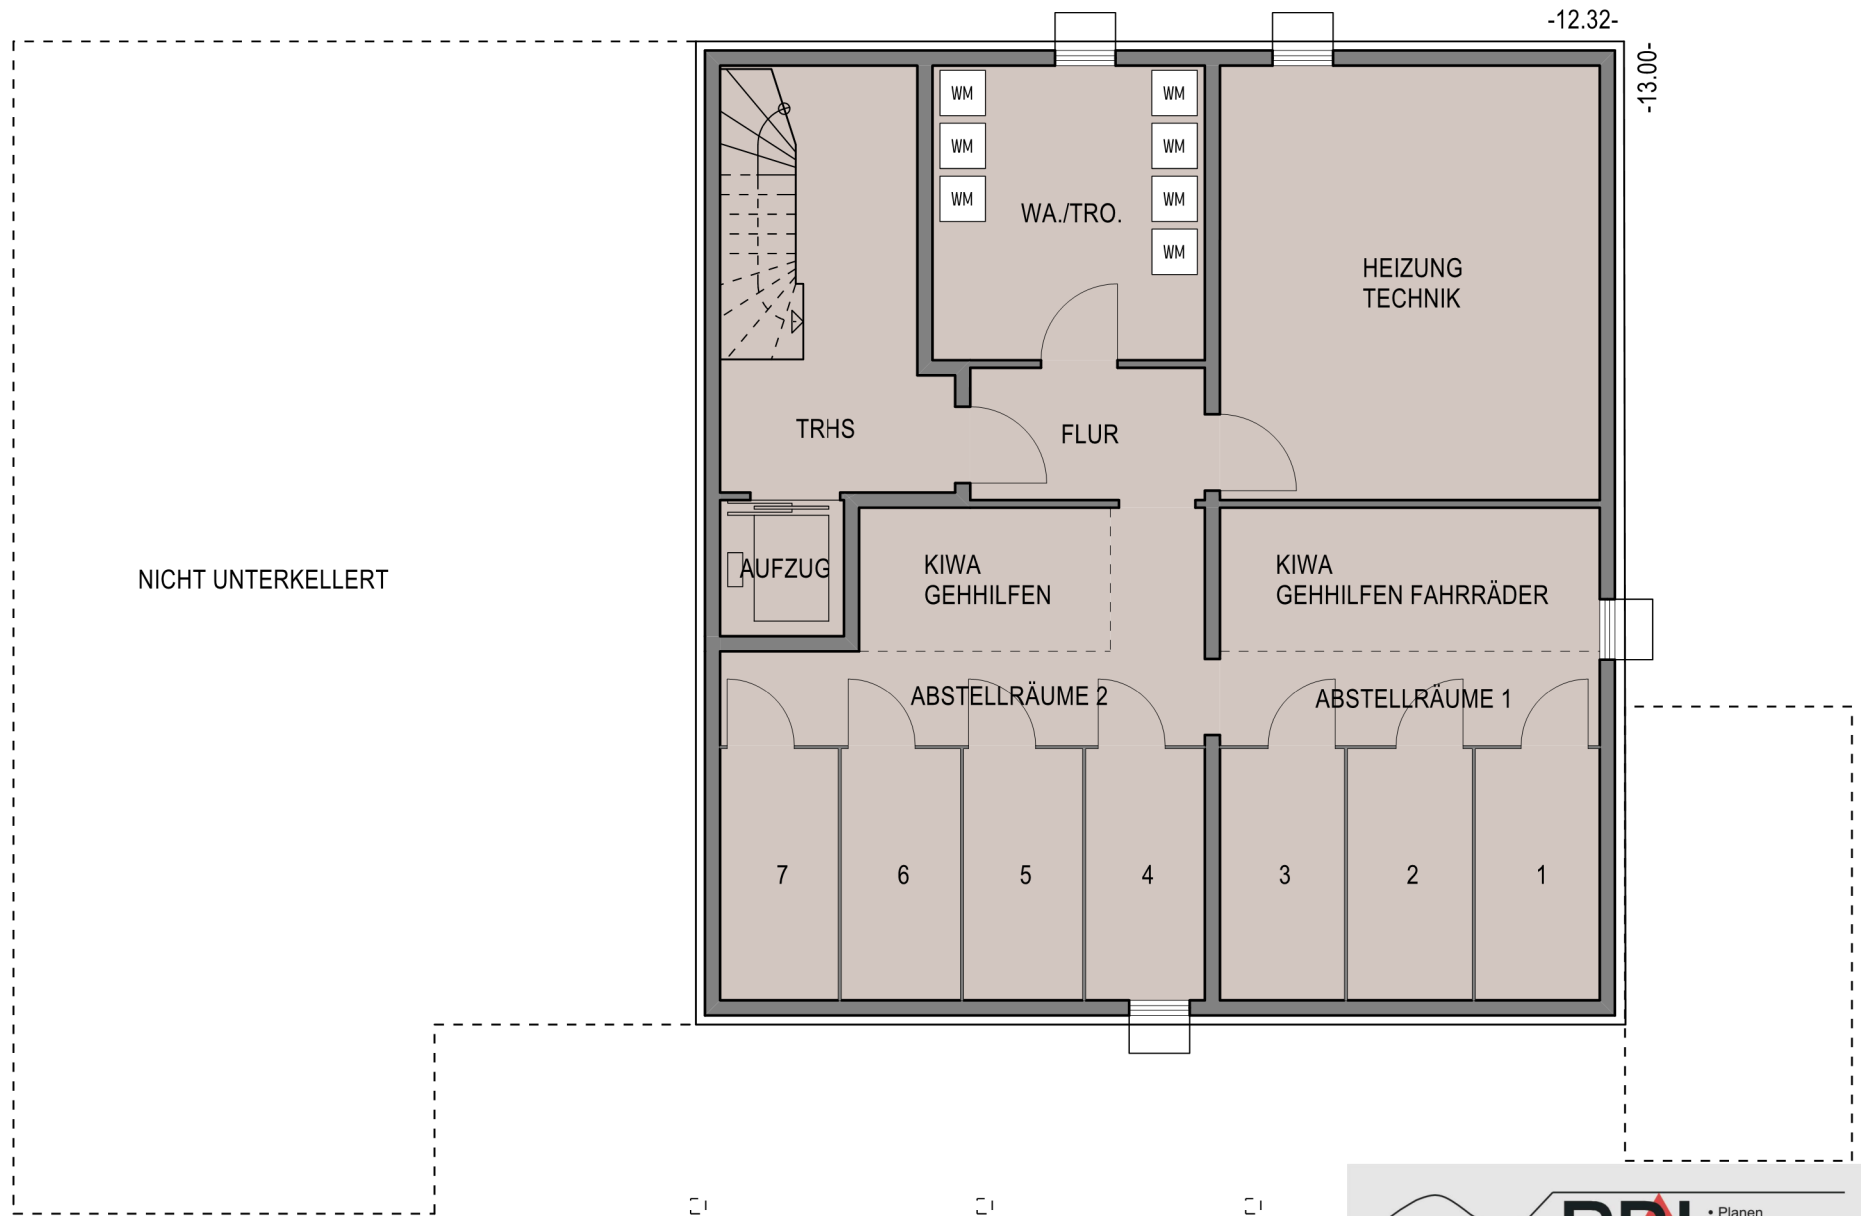 -12.32-
-13.00-
WM
WM
WM
WM
WM
WM
WM
WA./TRO.
HEIZUNG
TECHNIK
TRHS
FLUR
AUFZUG
KIWA
GEHHILFEN
KIWA
GEHHILFEN FAHRRÄDER
NICHT UNTERKELLERT
ABSTELLRÄUME 2
ABSTELLRÄUME 1
7
6
5
4
3
2
1
• Planen